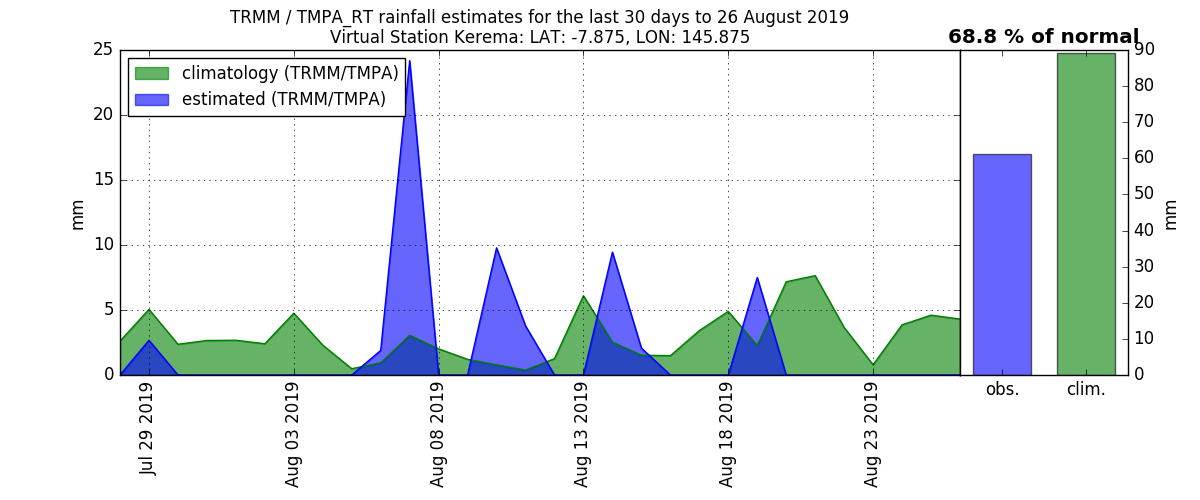 TRMM / TMPA_RT rainfall estimates for the last 30 days to 26 August 2019
Virtual Station Kerema: LAT: -7.875, LON: 145.875
68.8 % of normal
climatology (TRMM/TMPA)
estimated (TRMM/TMPA)
25
20
15
10
5
0
mm
Jul 29 2019
Aug 03 2019
Aug 08 2019
Aug 13 2019
Aug 18 2019
Aug 23 2019
obs.
clim.
90
80
70
60
50
40
30
20
10
0
mm